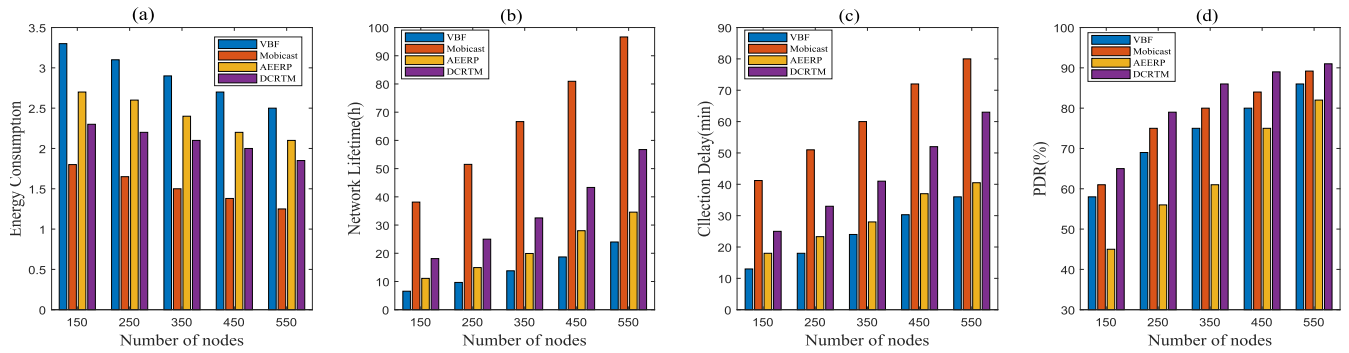 (a)
3.5
3
2.5
2
1.5
1
0.5
0
Energy Consumption
VBF
Mobicast
AEERP
DCRTM
150 250 350 450 550
Number of nodes
(b)
100
90
80
70
60
50
40
30
20
10
0
Network Lifetime(h)
VBF
Mobicast
AEERP
DCRTM
150 250 350 450 550
Number of nodes
(c)
90
80
70
60
50
40
30
20
10
0
Cllection Delay(min)
VBF
Mobicast
AEERP
DCRTM
150 250 350 450 550
Number of nodes
(d)
100
90
80
70
60
50
40
30
PDR(%)
VBF
Mobicast
AEERP
DCRTM
150 250 350 450 550
Number of nodes